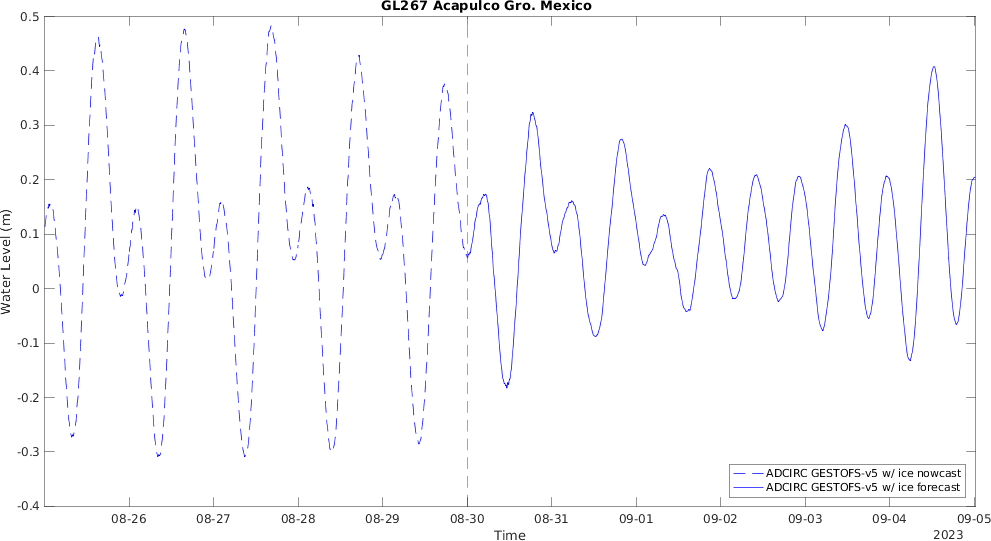 GL267 Acapulco Gro. Mexico
Water Level (m)
0.5
0.4
0.3
0.2
0.1
0
-0.1
-0.2
-0.3
-0.4
ADCIRC GESTOFS-v5 w/ ice nowcast
ADCIRC GESTOFS-v5 w/ ice forecast
08-26 08-27 08-28 08-29 08-30 08-31 09-01 09-02 09-03 09-04 09-05
Time
2023